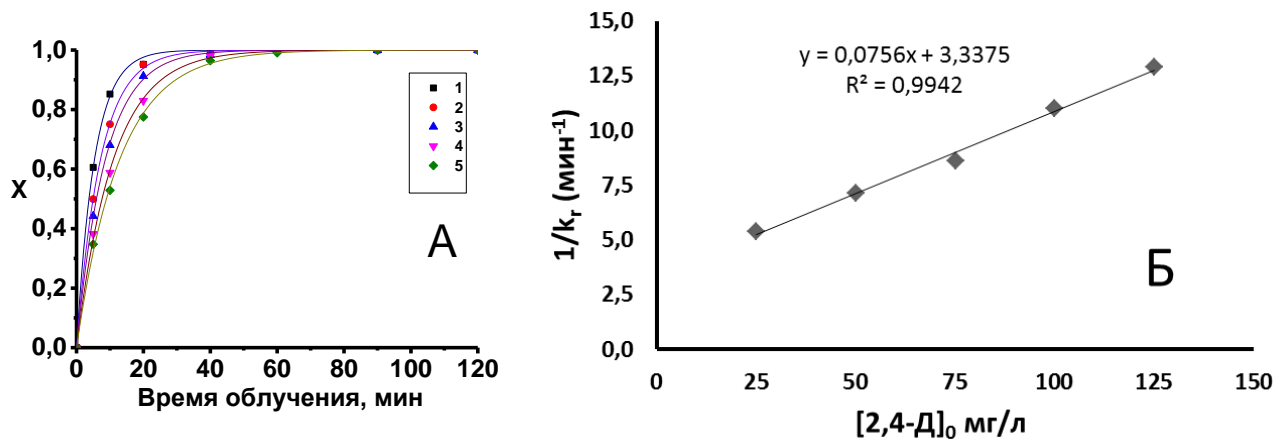 1,0
0,8
0,6
0,4
0,2
0,0
X
1
2
3
4
5
А
0 20 40 60 80 100 120
Время облучения, мин
15,0
12,5
10,0
7,5
5,0
2,5
0,0
1/kr (мин-1)
y = 0,0756x + 3,3375
R² = 0,9942
Б
0 25 50 75 100 125 150
[2,4-Д]0 мг/л